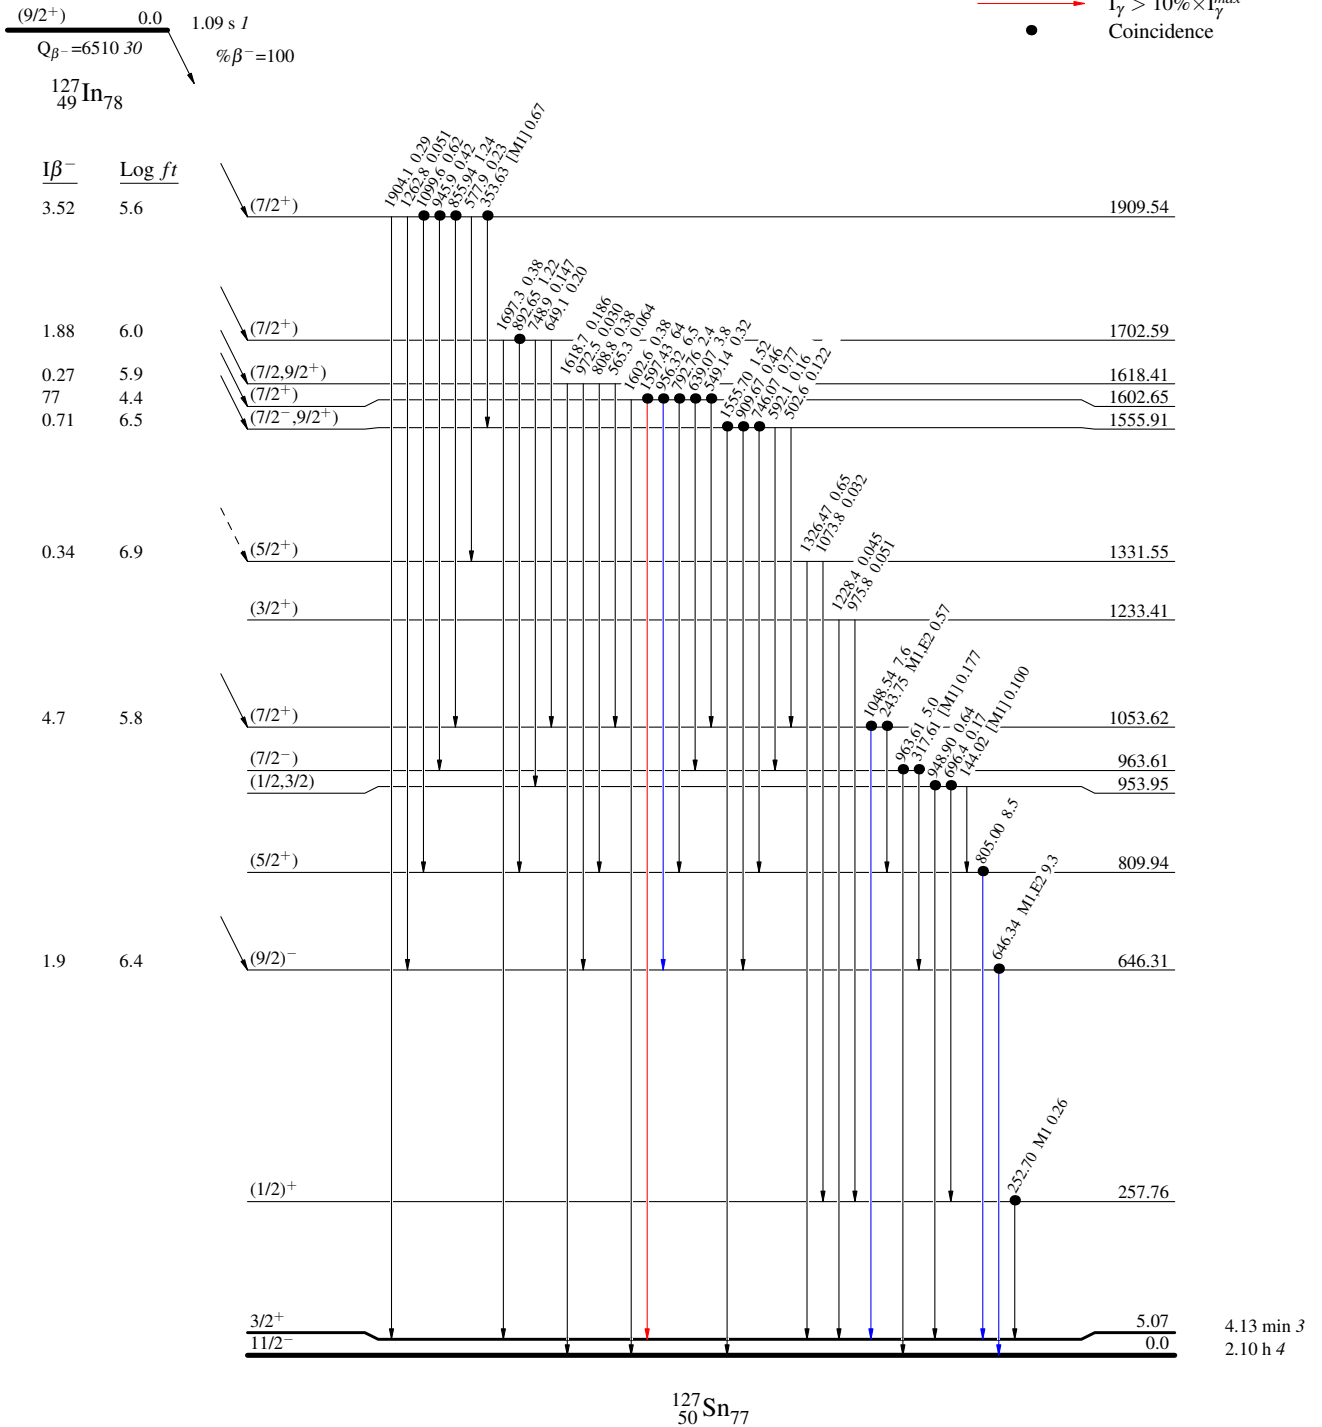 (9/2+) 0.0 1.09 s 1
Qβ−=6510 30
%β−=100
127 49 In78
Iγ > 10%×Iγmax
Coincidence
Iβ− Log ft
1904.1 0.29
1262.8 0.051
1099.6 0.62
945.9 0.42
855.94 1.24
577.9 0.23
353.63 [M1] 0.67
3.52 5.6 (7/2+) 1909.54
1697.3 0.38
892.65 1.22
748.9 0.147
649.1 0.20
1.88 6.0 (7/2+) 1702.59
1618.7 0.186
972.5 0.030
808.8 0.38
565.3 0.064
0.27 5.9 (7/2,9/2+) 1618.41
1602.6 0.38
1597.43 64
956.32 6.5
792.76 2.4
639.07 3.8
549.14 0.32
77 4.4 (7/2+) 1602.65
1555.70 1.52
909.67 0.46
746.07 0.77
592.1 0.16
502.6 0.122
0.71 6.5 (7/2−,9/2+) 1555.91
1326.47 0.65
1073.8 0.032
0.34 6.9 (5/2+) 1331.55
1228.4 0.045
975.8 0.051
(3/2+) 1233.41
1048.54 7.6
243.75 M1,E2 0.57
4.7 5.8 (7/2+) 1053.62
963.61 5.0
317.61 [M1] 0.177
(7/2−) 963.61
948.90 0.64
696.4 0.17
144.02 [M1] 0.100
(1/2,3/2) 953.95
805.00 8.5
(5/2+) 809.94
646.34 M1,E2 9.3
1.9 6.4 (9/2)− 646.31
252.70 M1 0.26
(1/2)+ 257.76
3/2+ 5.07 4.13 min 3
11/2− 0.0 2.10 h 4
127 50 Sn77